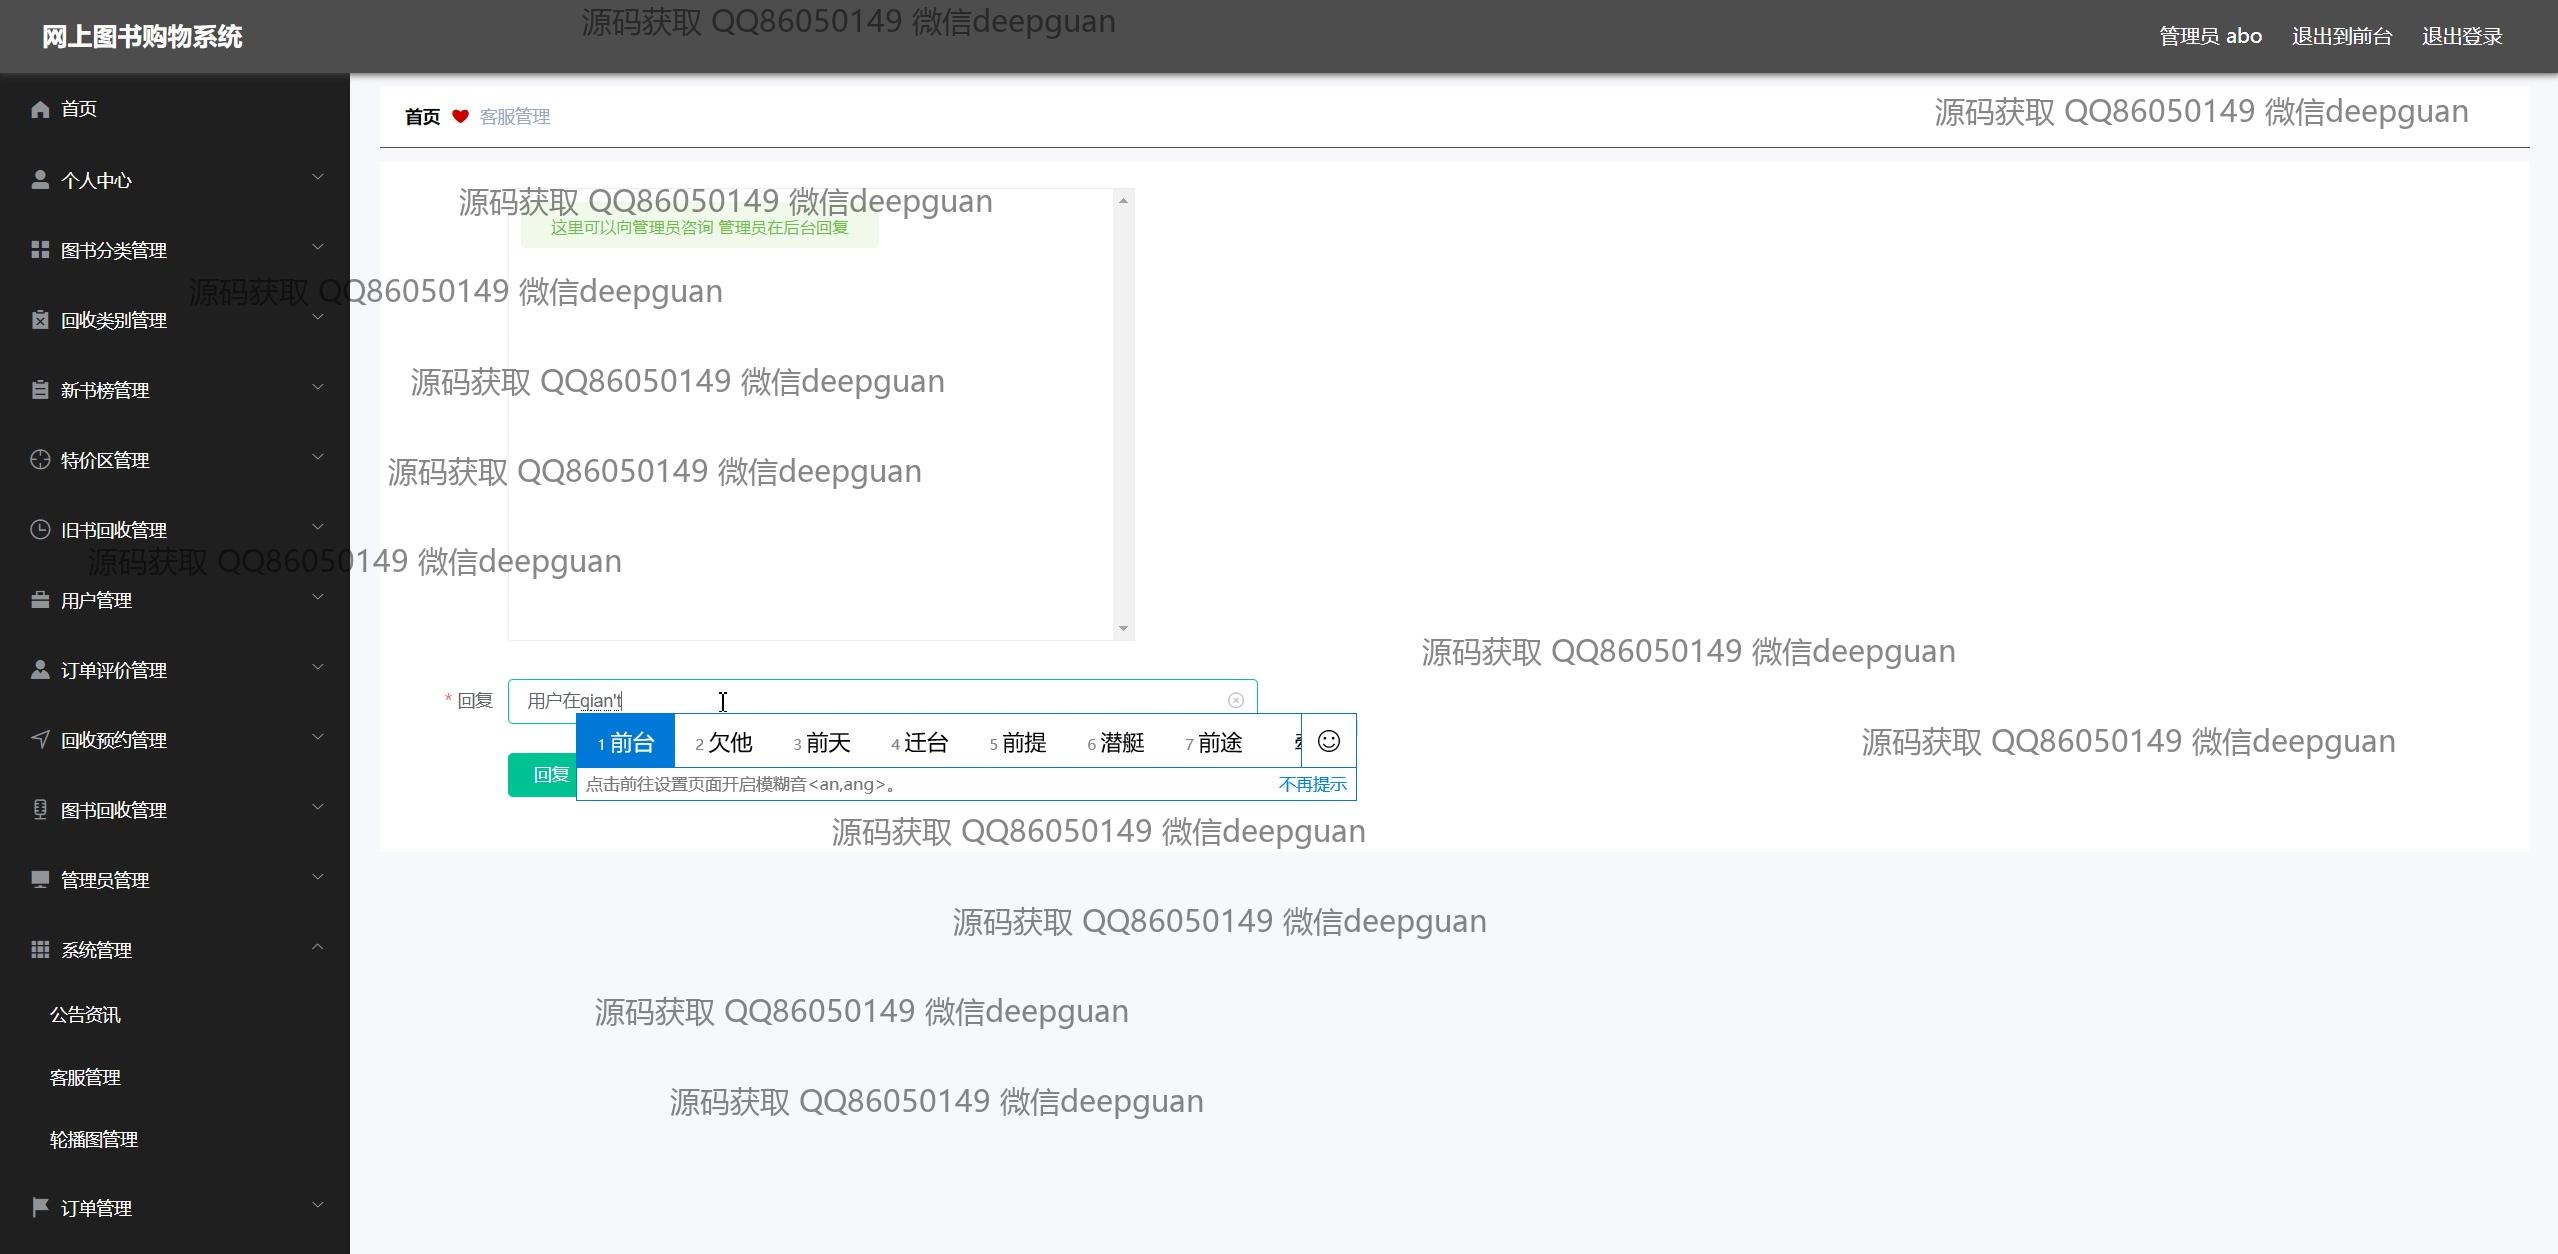 网上图书购物系统
源码获取 QQ86050149 微信deepguan
管理员 abo
退出到前台
退出登录
首页
个人中心
图书分类管理
回收类别管理
新书榜管理
特价区管理
旧书回收管理
用户管理
订单评价管理
回收预约管理
图书回收管理
管理员管理
系统管理
公告资讯
客服管理
轮播图管理
订单管理
首页 客服管理
源码获取 QQ86050149 微信deepguan
源码获取 QQ86050149 微信deepguan
这里可以向管理员咨询 管理员在后台回复
源码获取 QQ86050149 微信deepguan
源码获取 QQ86050149 微信deepguan
源码获取 QQ86050149 微信deepguan
源码获取 QQ86050149 微信deepguan
源码获取 QQ86050149 微信deepguan
* 回复 用户在qian't
1 前台 2 欠他 3 前天 4 迁台 5 前提 6 潜艇 7 前途
源码获取 QQ86050149 微信deepguan
回复
点击前往设置页面开启模糊音<an,ang>。 不再提示
源码获取 QQ86050149 微信deepguan
源码获取 QQ86050149 微信deepguan
源码获取 QQ86050149 微信deepguan
源码获取 QQ86050149 微信deepguan